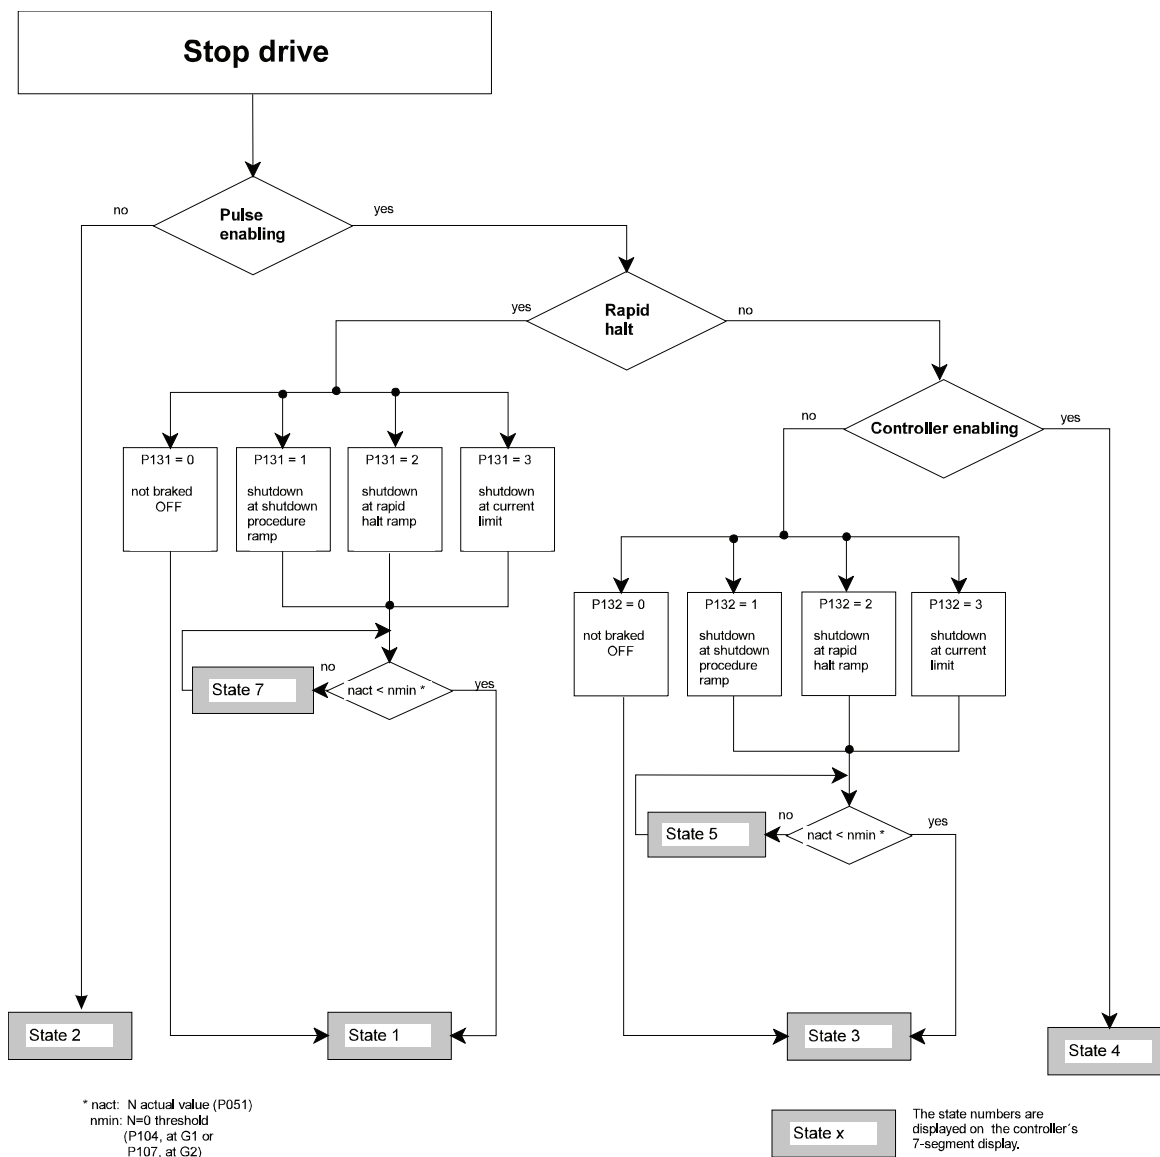 Stop drive
no
Pulse
enabling
yes
yes
Rapid
halt
no
no
Controller enabling
yes
P131 = 0
not braked
OFF
P131 = 1
shutdown
at shutdown
procedure
ramp
P131 = 2
shutdown
at rapid
halt ramp
P131 = 3
shutdown
at current
limit
P132 = 0
not braked
OFF
P132 = 1
shutdown
at shutdown
procedure
ramp
P132 = 2
shutdown
at rapid
halt ramp
P132 = 3
shutdown
at current
limit
State 7
no
nact < nmin *
yes
State 5
no
nact < nmin *
yes
State 2
State 1
State 3
State 4
* nact: N actual value (P051)
nmin: N=0 threshold
(P104, at G1 or
P107, at G2)
State x
The state numbers are
displayed on the controller´s
7-segment display.